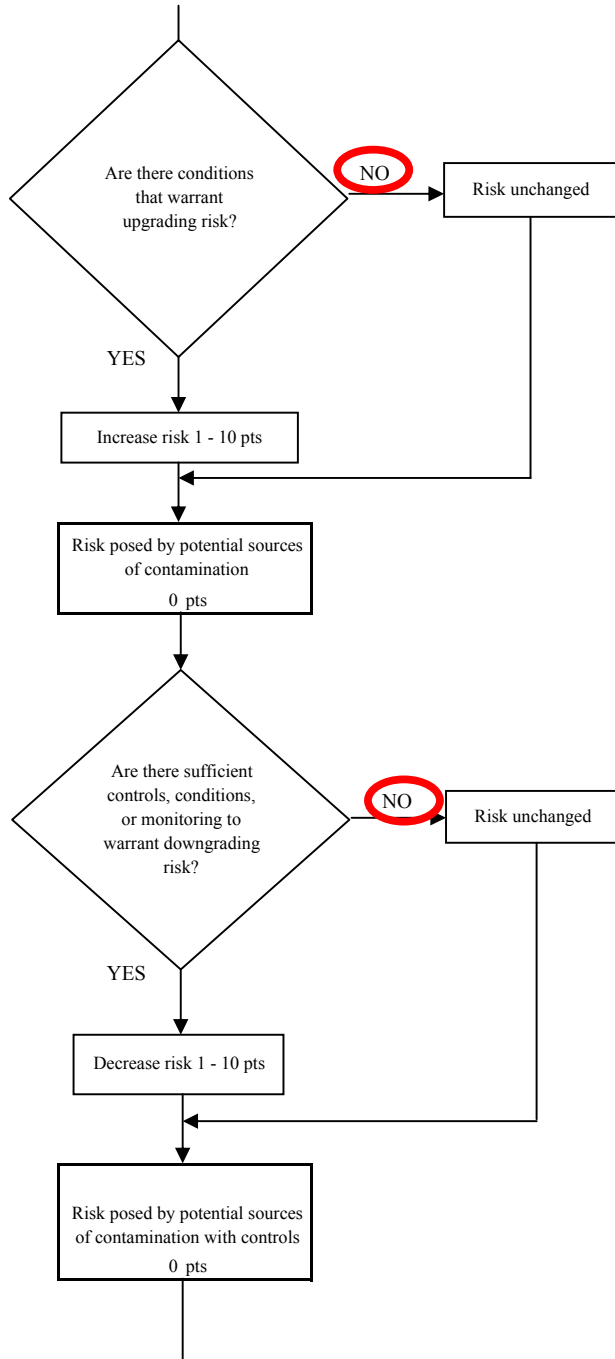 Are there conditions
that warrant
upgrading risk?
NO
Risk unchanged
YES
Increase risk 1 - 10 pts
Risk posed by potential sources
of contamination
0 pts
Are there sufficient
controls, conditions,
or monitoring to
warrant downgrading
risk?
NO
Risk unchanged
YES
Decrease risk 1 - 10 pts
Risk posed by potential sources
of contamination with controls
0 pts